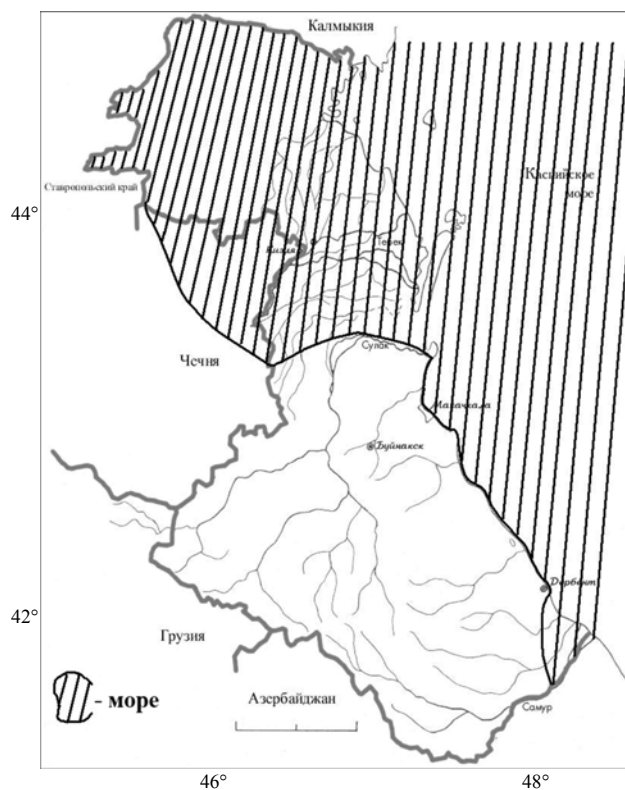 Калмыкия
Ставропольский край
Каспийское
море
44°
Кизляр
Терек
Чечня
Сулак
Махачкала
Буйнакск
Дербент
42°
Грузия
- море
Азербайджан
Самур
46°
48°